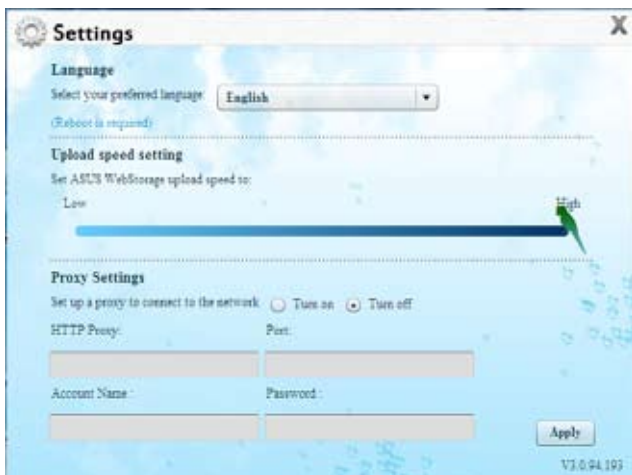 Settings
X
Language
Select your preferred language
English
(Reboot is required)
Upload speed setting
Set ASUS WebStorage upload speed to:
Low
High
Proxy Settings
Set up a proxy to connect to the network Turn on Turn off
HTTP Proxy: Port:
Account Name : Password :
Apply
V3.0.94.193